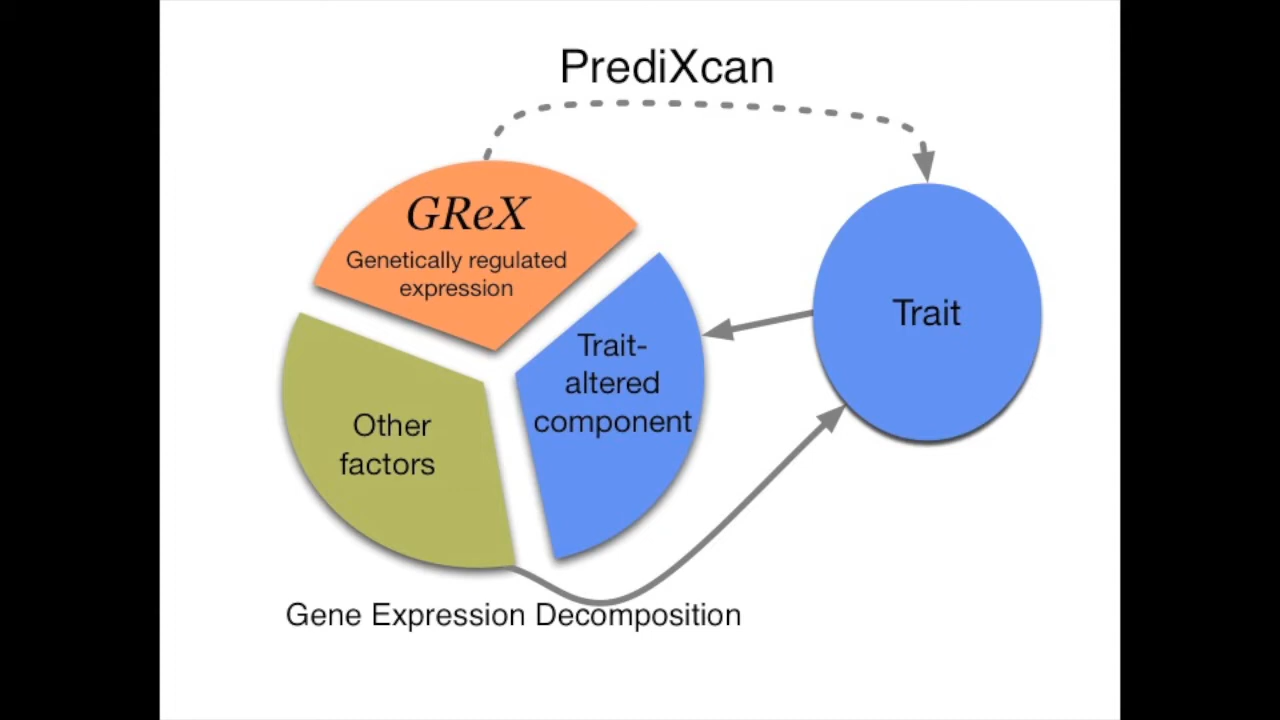 PrediXcan
GReX
Genetically regulated
expression
Trait-
altered
component
Trait
Other
factors
Gene Expression Decomposition